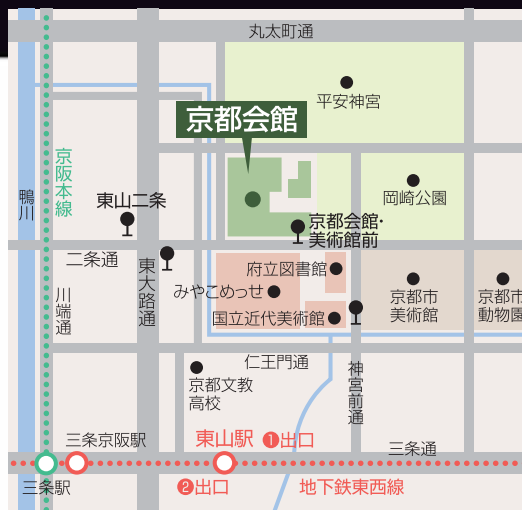 丸太町通
平安神宮
京都会館
京阪本線
鴨川
東山二条
岡崎公園
京都会館・
美術館前
二条通
東大路通
川端通
府立図書館
みやこめっせ
国立近代美術館
京都市
美術館
京都市
動物園
仁王門通
神宮前通
京都文教
高校
三条京阪駅
東山駅 ❶出口
三条通
三条駅
❷出口
地下鉄東西線